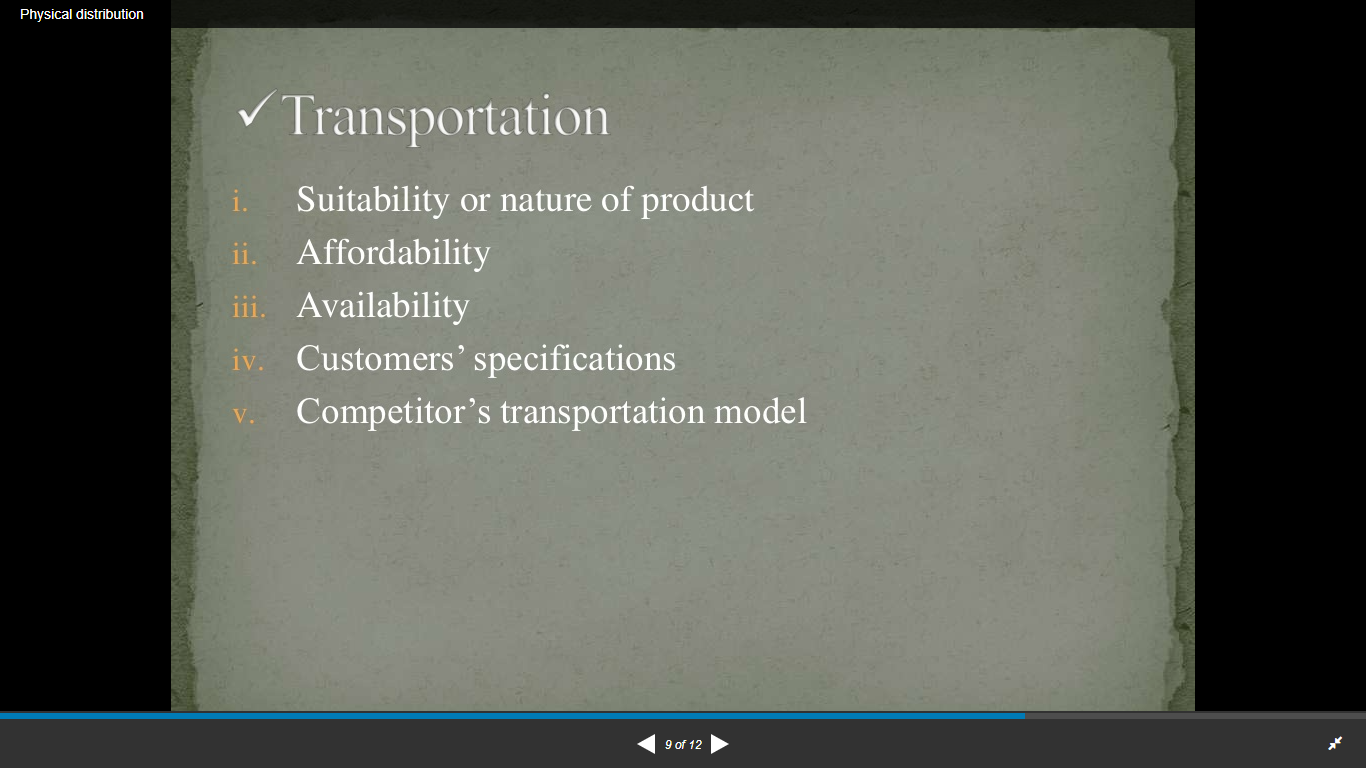 Physical distribution
✓Transportation
i. Suitability or nature of product
ii. Affordability
iii. Availability
iv. Customers’ specifications
v. Competitor’s transportation model
9 of 12